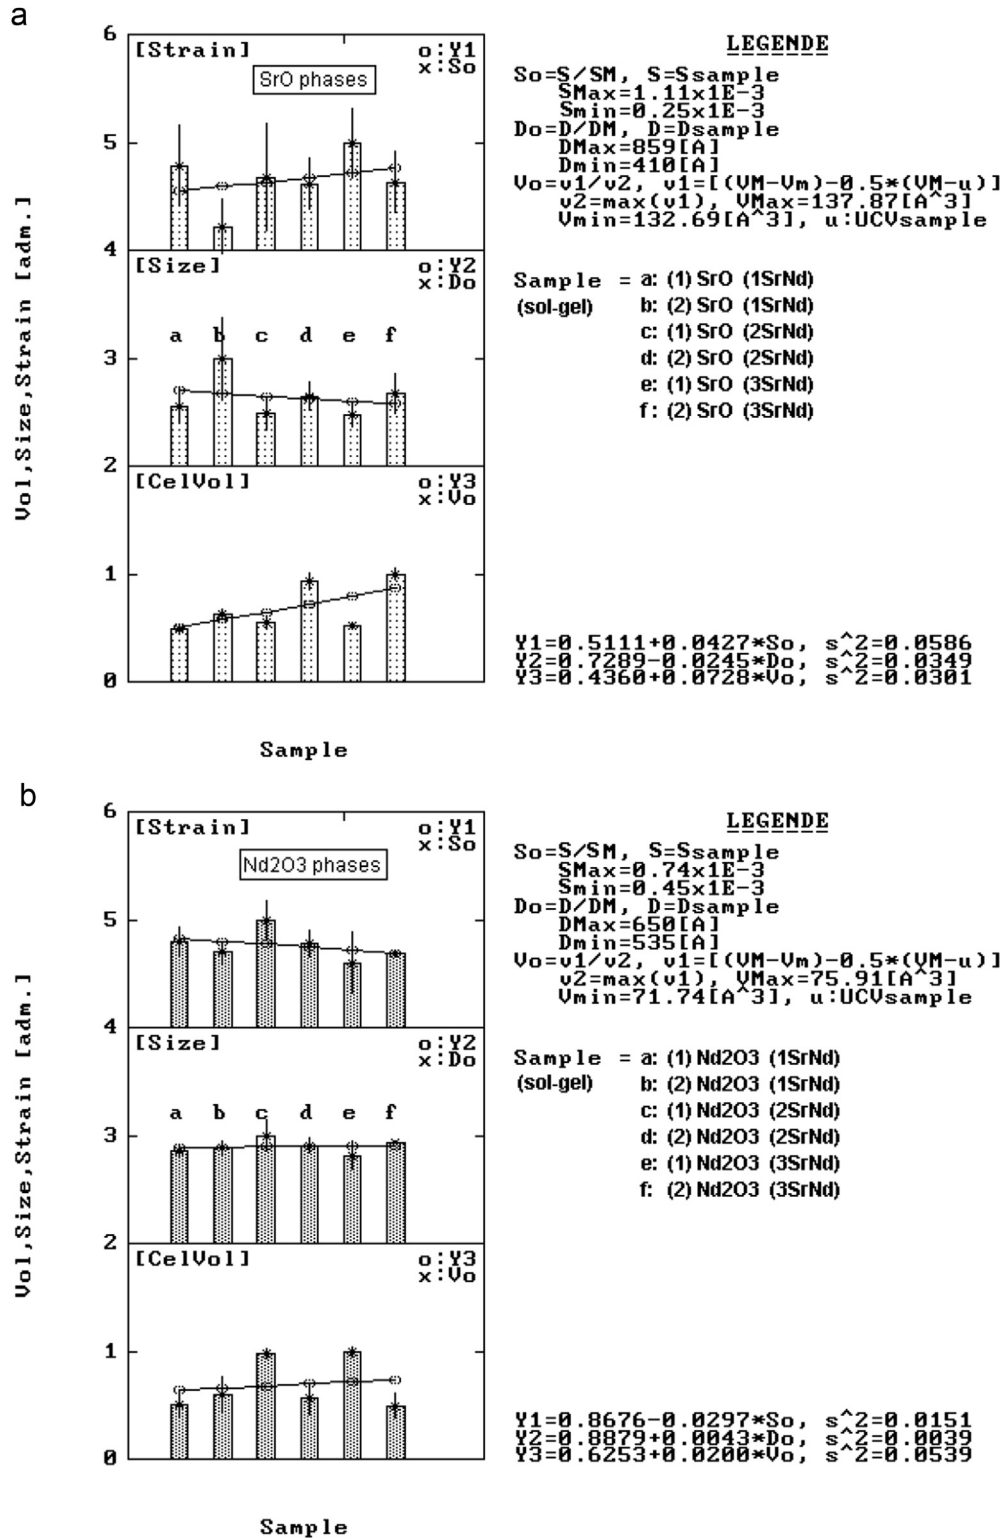 a
6
5
4
3
2
1
0
Vol,Size,Strain [adm.]
[Strain]
o:Y1
x:So
SrO phases
[Size]
o:Y2
x:Do
a b c d e f
[CelVol]
o:Y3
x:Vo
Sample
LEGENDE
So=S/SM, S=Ssample
SMax=1.11x1E-3
Smin=0.25x1E-3
Do=D/DM, D=Dsample
DMax=859[A]
Dmin=410[A]
Vo=v1/v2, v1=[(VM-Vm)-0.5*(VM-u)]
v2=max(v1), VMax=137.87[A^3]
Vmin=132.69[A^3], u:UCVsample
Sample = a: (1) SrO (1SrNd)
(sol-gel) b: (2) SrO (1SrNd)
c: (1) SrO (2SrNd)
d: (2) SrO (2SrNd)
e: (1) SrO (3SrNd)
f: (2) SrO (3SrNd)
Y1=0.5111+0.0427*So, s^2=0.0586
Y2=0.7289-0.0245*Do, s^2=0.0349
Y3=0.4360+0.0728*Vo, s^2=0.0301
b
6
5
4
3
2
1
0
Vol,Size,Strain [adm.]
[Strain]
o:Y1
x:So
Nd2O3 phases
[Size]
o:Y2
x:Do
a b c d e f
[CelVol]
o:Y3
x:Vo
Sample
LEGENDE
So=S/SM, S=Ssample
SMax=0.74x1E-3
Smin=0.45x1E-3
Do=D/DM, D=Dsample
DMax=650[A]
Dmin=535[A]
Vo=v1/v2, v1=[(VM-Vm)-0.5*(VM-u)]
v2=max(v1), VMax=75.91[A^3]
Vmin=71.74[A^3], u:UCVsample
Sample = a: (1) Nd2O3 (1SrNd)
(sol-gel) b: (2) Nd2O3 (1SrNd)
c: (1) Nd2O3 (2SrNd)
d: (2) Nd2O3 (2SrNd)
e: (1) Nd2O3 (3SrNd)
f: (2) Nd2O3 (3SrNd)
Y1=0.8676-0.0297*So, s^2=0.0151
Y2=0.8879+0.0043*Do, s^2=0.0039
Y3=0.6253+0.0200*Vo, s^2=0.0539